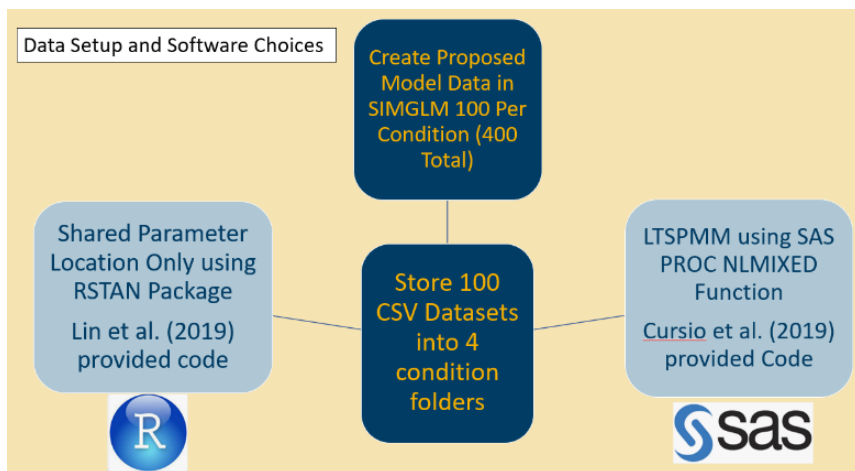 Data Setup and Software Choices
Create Proposed
Model Data in
SIMGLM 100 Per
Condition (400
Total)
Shared Parameter
Location Only using
RSTAN Package
Lin et al. (2019)
provided code
Store 100
CSV Datasets
into 4
condition
folders
LTSPMM using SAS
PROC NLMIXED
Function
Cursio et al. (2019)
provided Code
R
sas